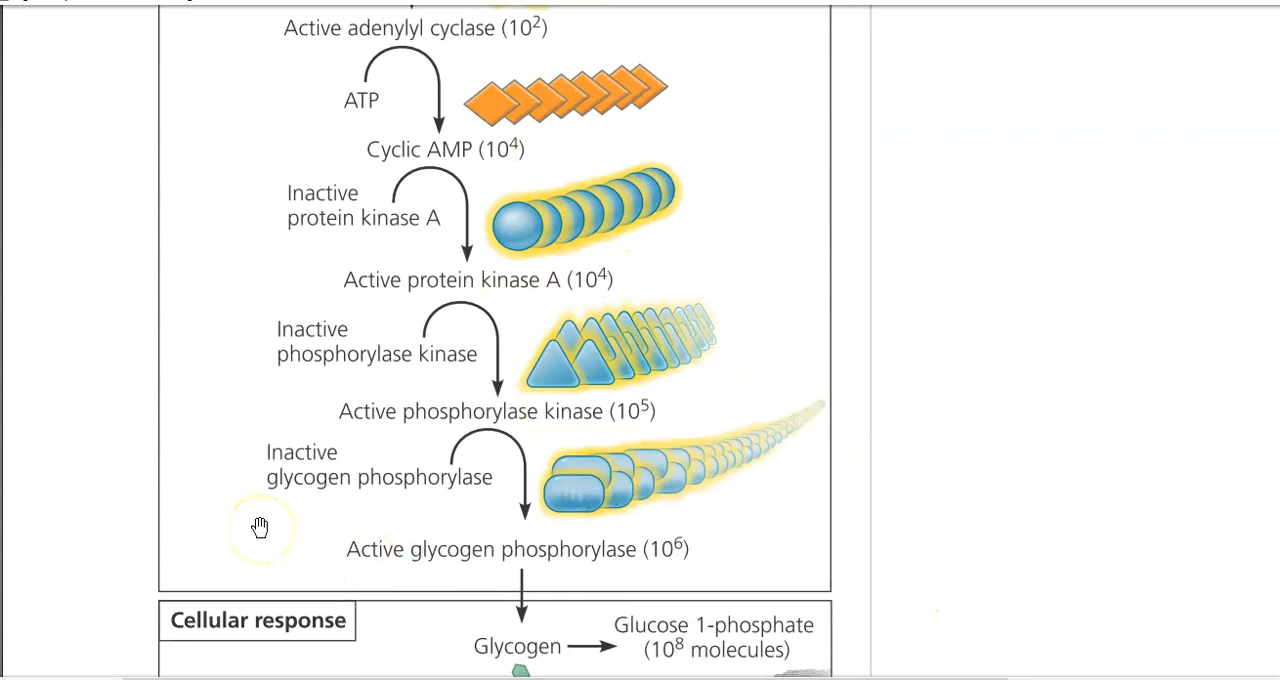 Active adenylyl cyclase (10²)
ATP
Cyclic AMP (10⁴)
Inactive
protein kinase A
Active protein kinase A (10⁴)
Inactive
phosphorylase kinase
Active phosphorylase kinase (10⁵)
Inactive
glycogen phosphorylase
Active glycogen phosphorylase (10⁶)
Cellular response
Glycogen
Glucose 1-phosphate
(10⁸ molecules)